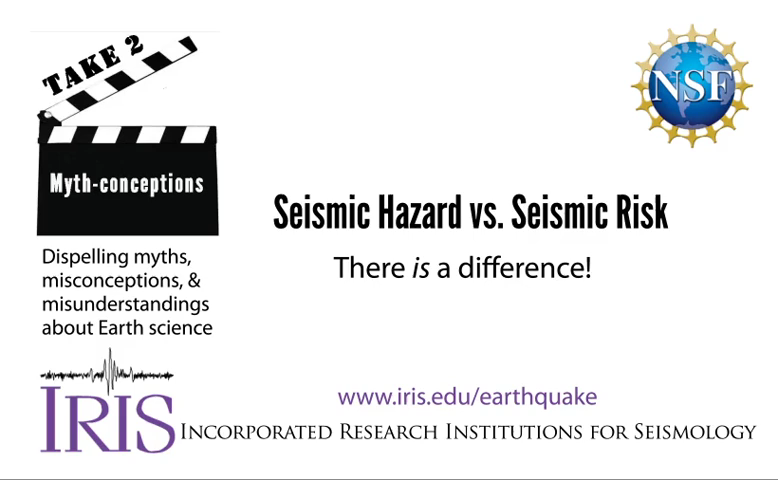 TAKE 2
NSF
Myth-conceptions
Seismic Hazard vs. Seismic Risk
There is a difference!
Dispelling myths,
misconceptions, &
misunderstandings
about Earth science
www.iris.edu/earthquake
IRIS
Incorporated Research Institutions for Seismology